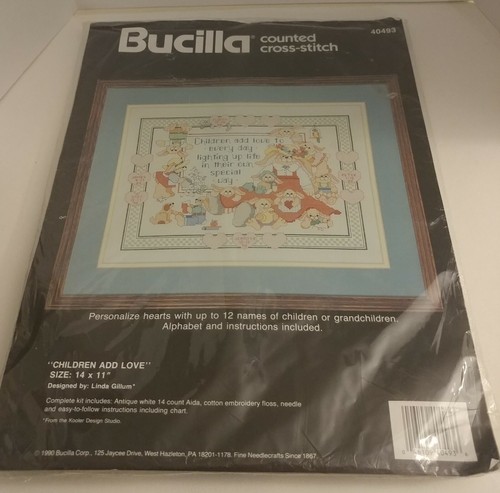 Bucilla® counted
cross-stitch
40493
Children add love to
every day
lighting up life
in their own
special
way
Personalize hearts with up to 12 names of children or grandchildren.
Alphabet and instructions included.
"CHILDREN ADD LOVE"
SIZE: 14 x 11"
Designed by: Linda Gillum*
Complete kit includes: Antique white 14 count Aida, cotton embroidery floss, needle
and easy-to-follow instructions including chart.
*From the Kooler Design Studio.
© 1990 Bucilla Corp., 125 Jaycee Drive, West Hazleton, PA 18201-1178. Fine Needlecrafts Since 1867.